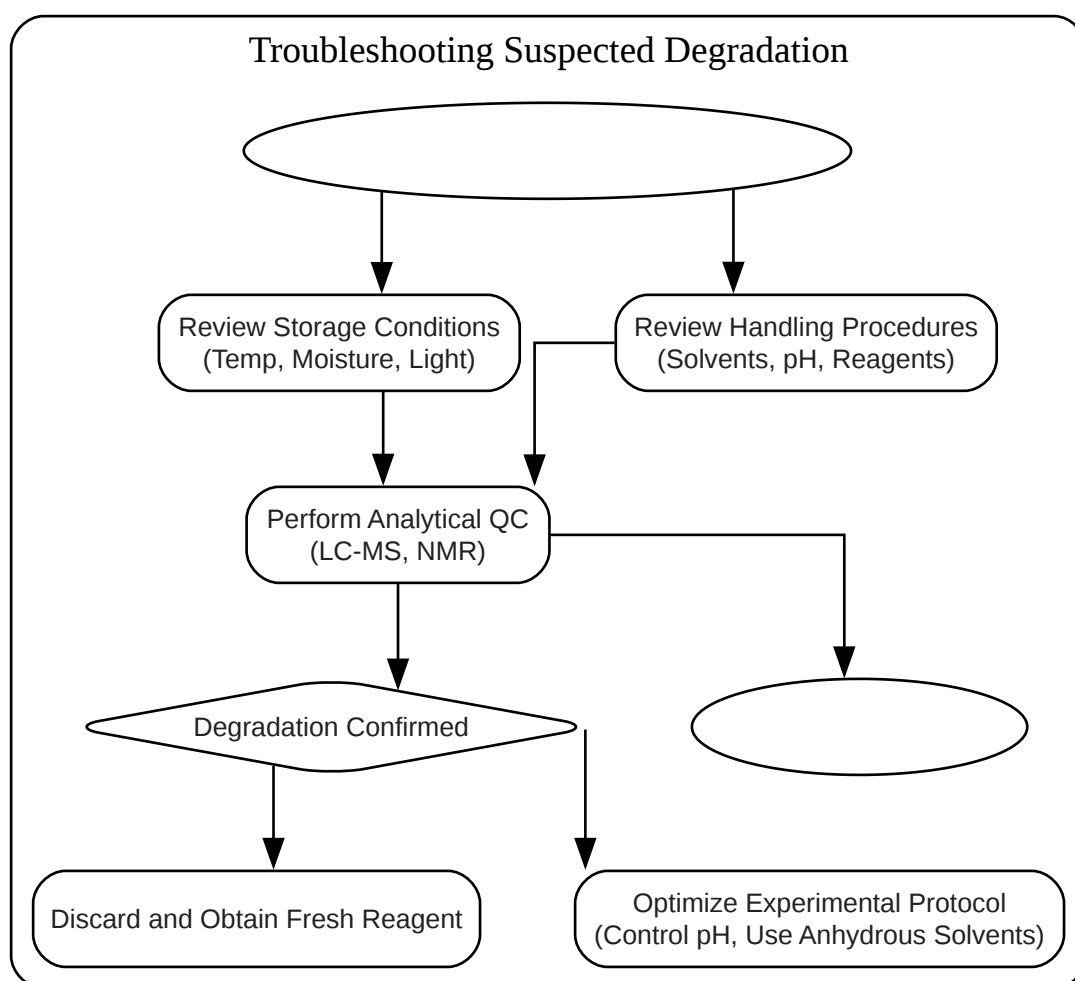 Troubleshooting Suspected Degradation
Review Storage Conditions
(Temp, Moisture, Light)
Review Handling Procedures
(Solvents, pH, Reagents)
Perform Analytical QC
(LC-MS, NMR)
Degradation Confirmed
Discard and Obtain Fresh Reagent
Optimize Experimental Protocol
(Control pH, Use Anhydrous Solvents)